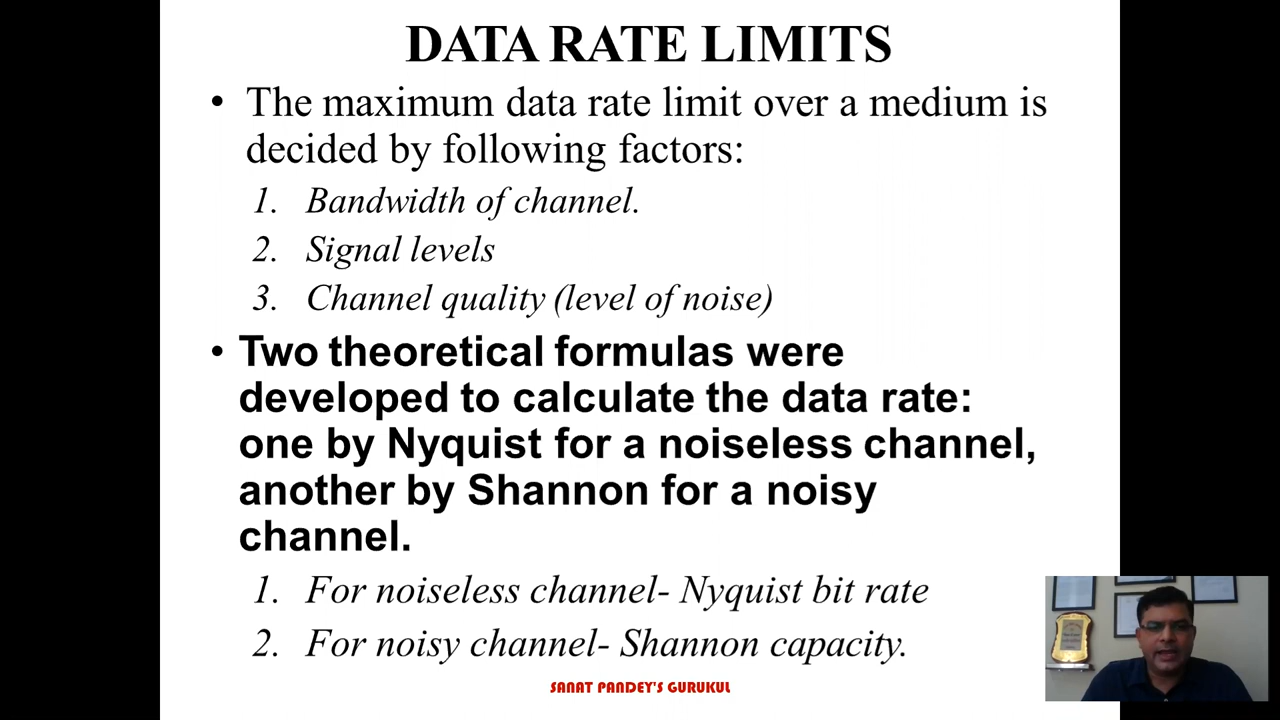 DATA RATE LIMITS
• The maximum data rate limit over a medium is
decided by following factors:
1. Bandwidth of channel.
2. Signal levels
3. Channel quality (level of noise)
• Two theoretical formulas were
developed to calculate the data rate:
one by Nyquist for a noiseless channel,
another by Shannon for a noisy
channel.
1. For noiseless channel- Nyquist bit rate
2. For noisy channel- Shannon capacity.
SANAT PANDEY'S GURUKUL